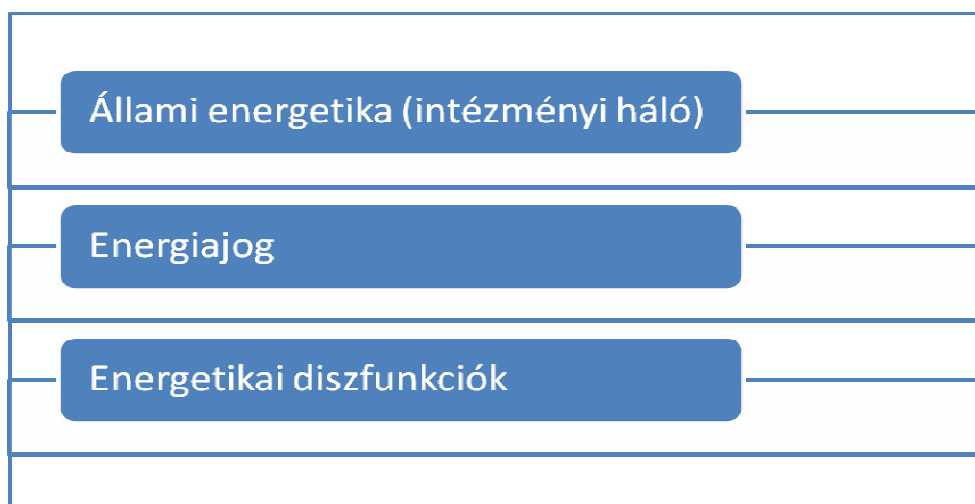 Állami energetika (intézményi háló)
Energiajog
Energetikai diszfunkciók